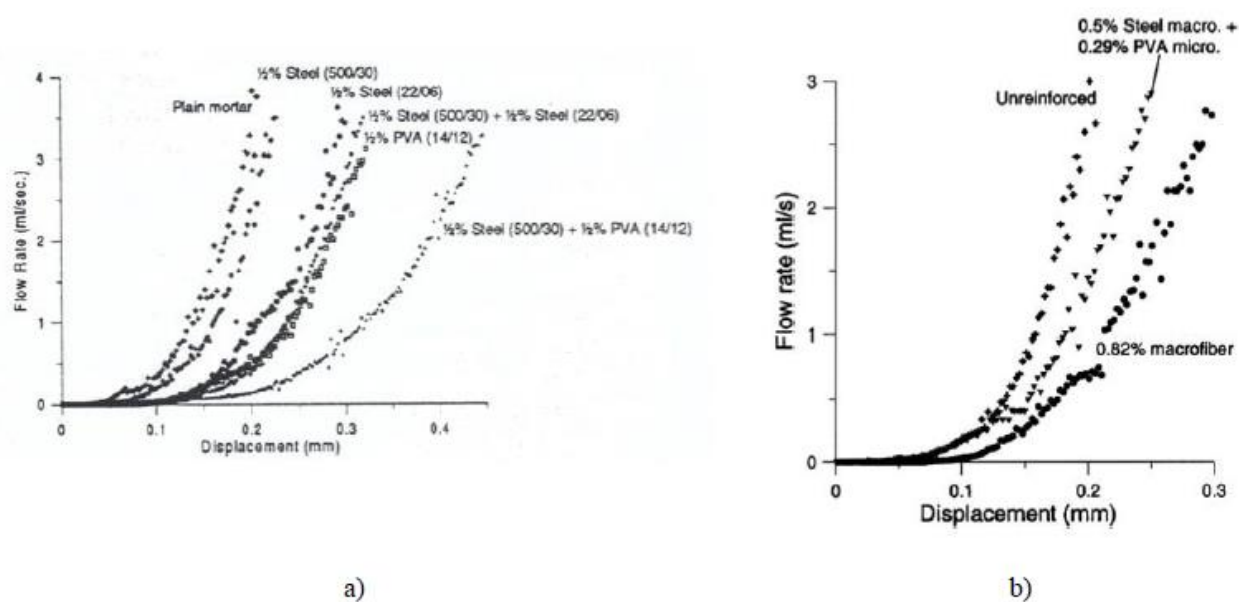 ½% Steel (500/30)
Plain mortar
½% Steel (22/06)
½% Steel (500/30) + ½% Steel (22/06)
½% PVA (14/12)
½% Steel (500/30) + ½% PVA (14/12)
Flow Rate (ml/sec.)
4
3
2
1
0
0
0.1
0.2
0.3
0.4
Displacement (mm)
a)
0.5% Steel macro. +
0.29% PVA micro.
Unreinforced
0.82% macrofiber
Flow rate (ml/s)
3
2
1
0
0
0.1
0.2
0.3
Displacement (mm)
b)